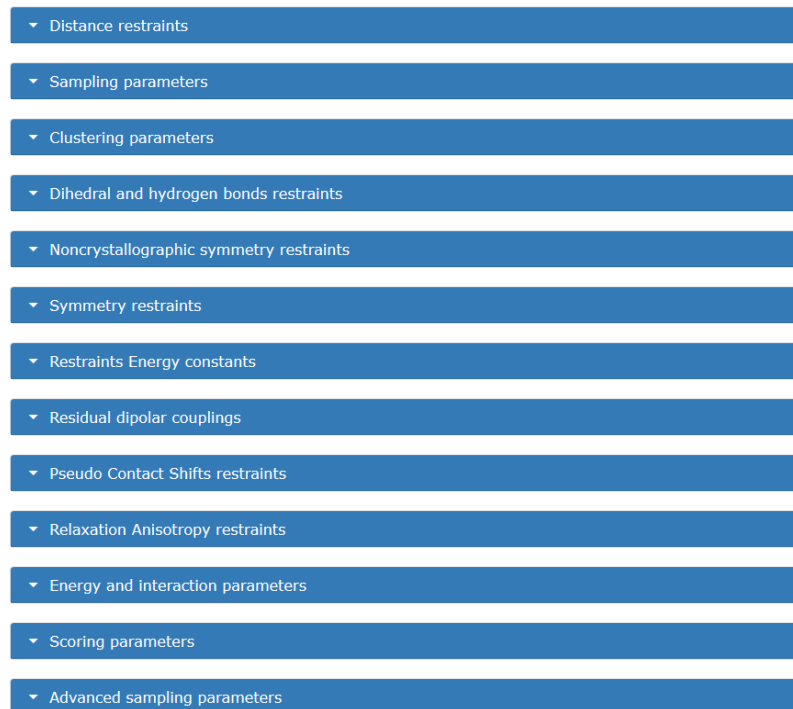 Distance restraints
Sampling parameters
Clustering parameters
Dihedral and hydrogen bonds restraints
Noncrystallographic symmetry restraints
Symmetry restraints
Restraints Energy constants
Residual dipolar couplings
Pseudo Contact Shifts restraints
Relaxation Anisotropy restraints
Energy and interaction parameters
Scoring parameters
Advanced sampling parameters